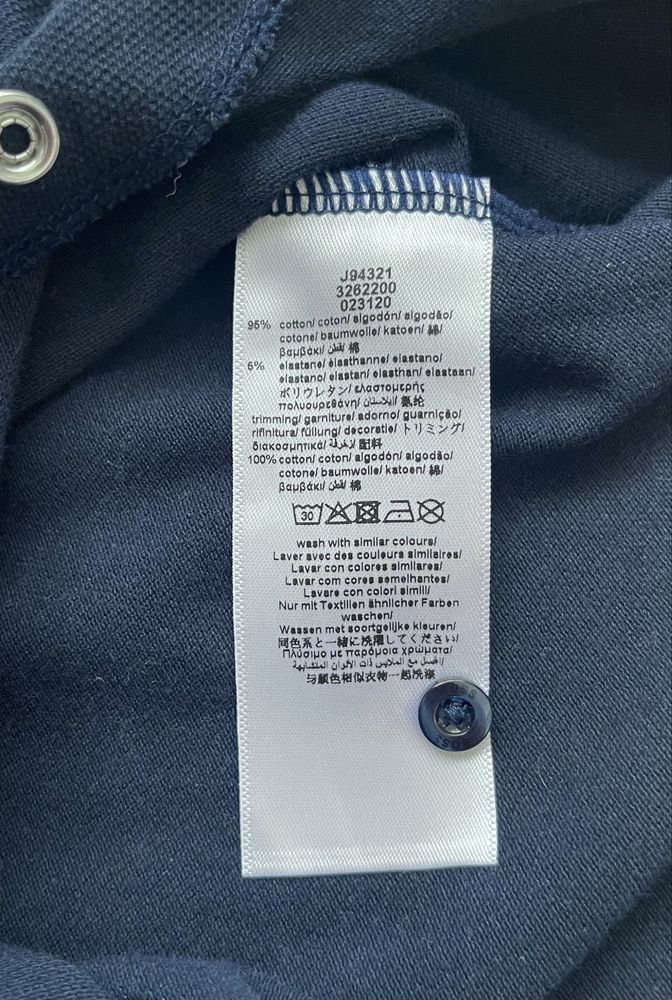 J94321
3262200
023120
95% cotton/ coton/ algodón/ algodão/
cotone/ baumwolle/ katoen/ 綿/
βαμβάκι/ قطن/ 棉
5% elastane/ élasthanne/ elastano/
elastano/ elastan/ elasthan/ elastaan/
ポリウレタン/ ελαστομερής
πολυουρεθάνη/ إيلاستان/ 氨纶
trimming/ garniture/ adorno/ guarnição/
rifinitura/ füllung/ decoratie/ トリミング/
διακοσμητικά/ زخرفة/ 配料
100% cotton/ coton/ algodón/ algodão/
cotone/ baumwolle/ katoen/ 綿/
βαμβάκι/ قطن/ 棉
30
wash with similar colours/
Laver avec des couleurs similaires/
Lavar con colores similares/
Lavar com cores semelhantes/
Lavare con colori simili/
Nur mit Textilien ähnlicher Farben
waschen/
Wassen met soortgelijke kleuren/
同色系と一緒に洗濯してください/
Πλύσιμο με παρόμοια χρώματα/
اغسل مع الملابس ذات الألوان المتشابهة/
与颜色相似衣物一起洗涤
BOSS